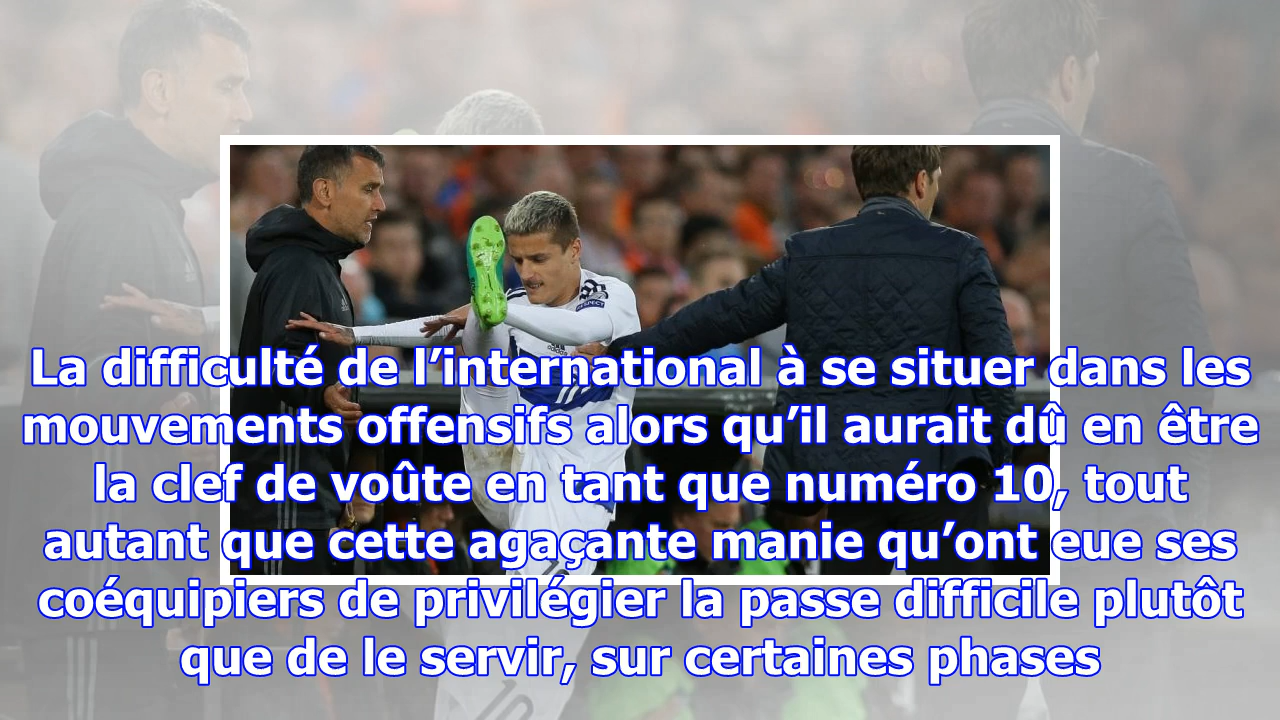 La difficulté de l’international à se situer dans les
mouvements offensifs alors qu’il aurait dû en être
la clef de voûte en tant que numéro 10, tout
autant que cette agaçante manie qu’ont eue ses
coéquipiers de privilégier la passe difficile plutôt
que de le servir, sur certaines phases
RESPECT
10